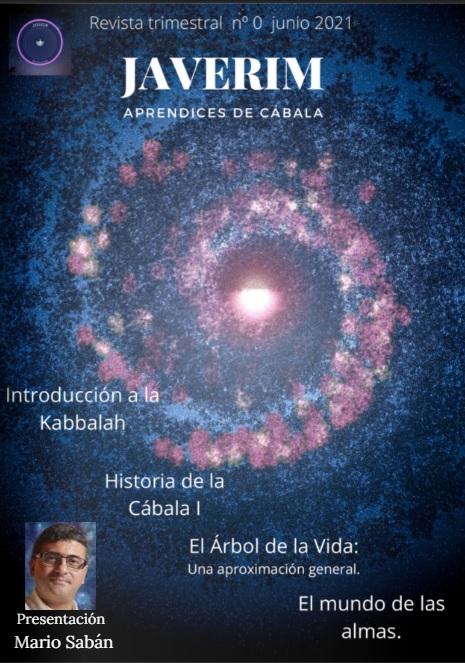 Revista trimestral nº 0 junio 2021
JAVERIM
APRENDICES DE CÁBALA
Introducción a la
Kabbalah
Historia de la
Cábala I
El Árbol de la Vida:
Una aproximación general.
El mundo de las
almas.
Presentación
Mario Sabán